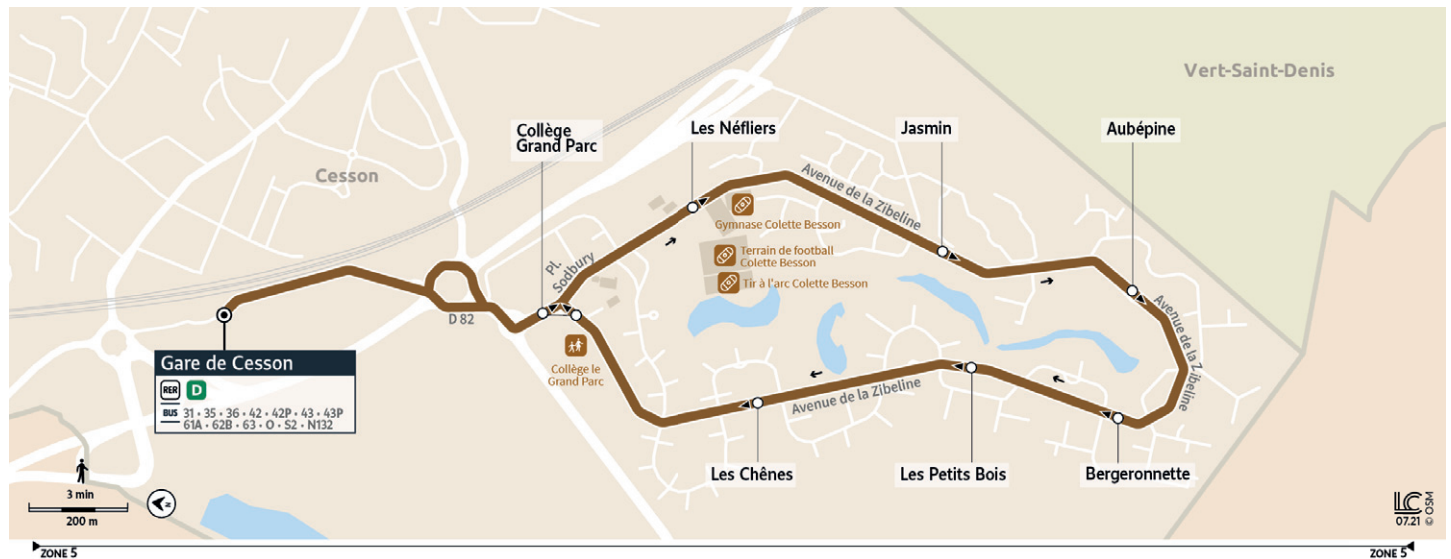 Vert-Saint-Denis
Cesson
Collège
Grand Parc
Les Néfliers
Jasmin
Aubépine
Avenue de la Zibeline
Pl.
Sodbury
Gymnase Colette Besson
Terrain de football
Colette Besson
Tir à l'arc Colette Besson
D 82
Avenue de la Zibeline
Gare de Cesson
RER D
BUS 31 • 35 • 36 • 42 • 42P • 43 • 43P
61A • 62B • 63 • O • S2 • N132
Collège le
Grand Parc
Avenue de la Zibeline
Les Chênes
Les Petits Bois
Bergeronnette
3 min
200 m
N
LC
07.21
© OSM
ZONE 5
ZONE 5